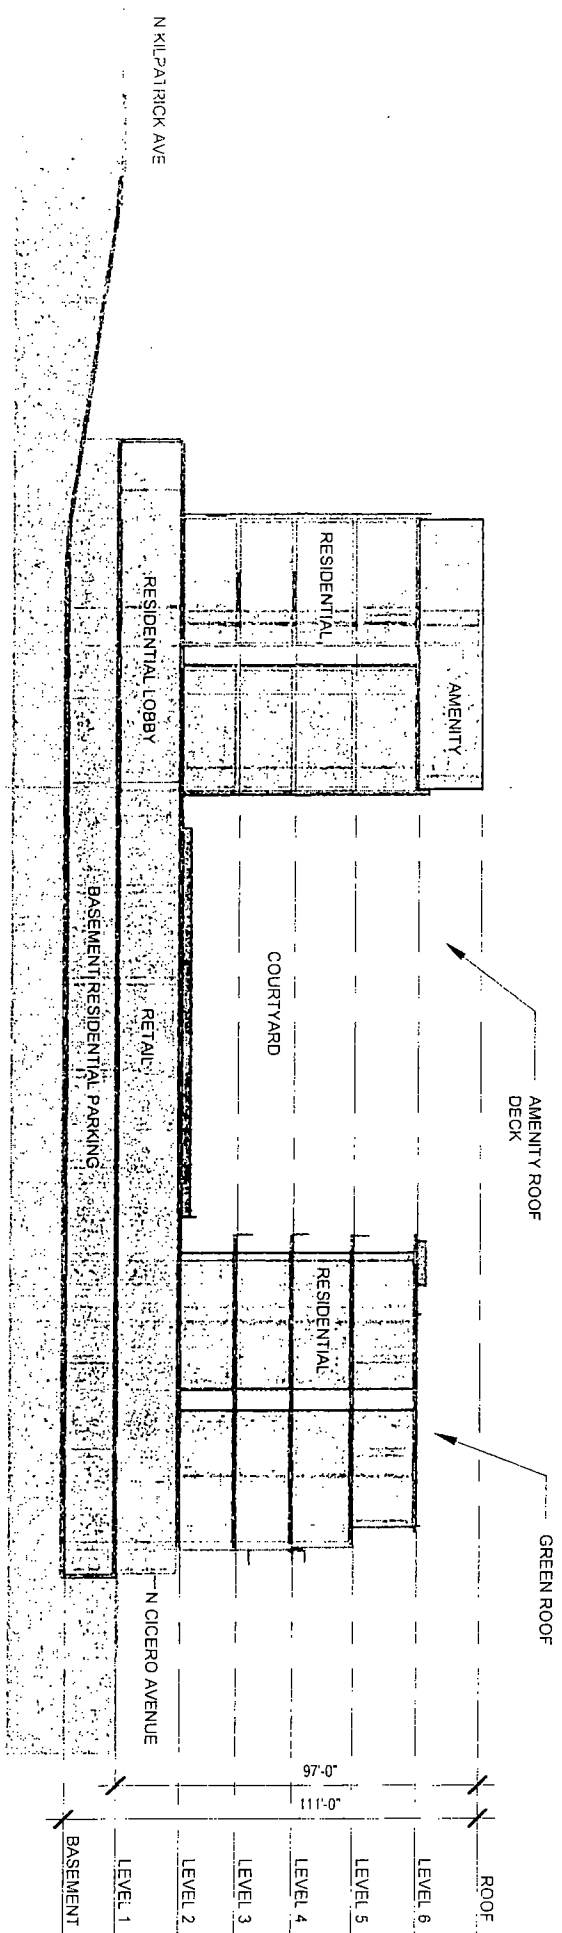 N KILPATRICK AVE
AMENITY ROOF
DECK
GREEN ROOF
AMENITY
RESIDENTIAL
COURTYARD
RESIDENTIAL
RESIDENTIAL LOBBY
RETAIL
N CICERO AVENUE
BASEMENT RESIDENTIAL PARKING
97'-0"
111'-0"
ROOF
LEVEL 6
LEVEL 5
LEVEL 4
LEVEL 3
LEVEL 2
LEVEL 1
BASEMENT